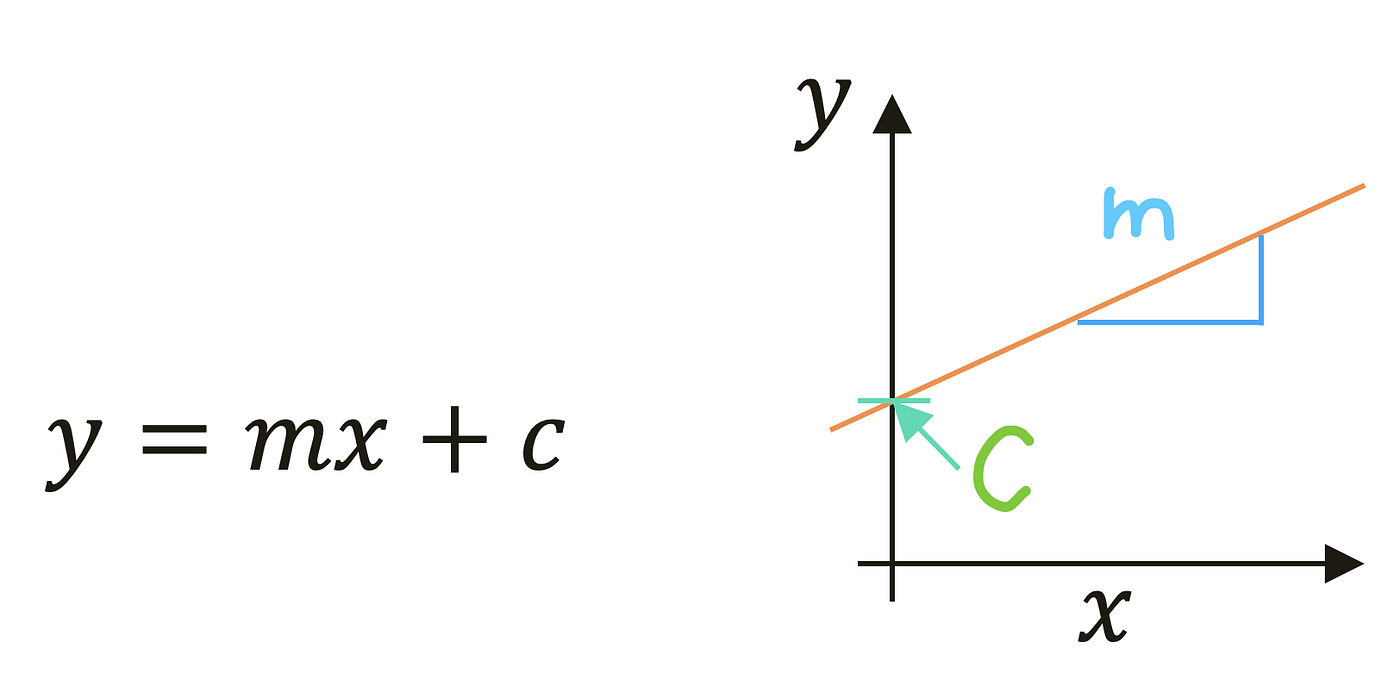 y = mx + c
y
m
C
x